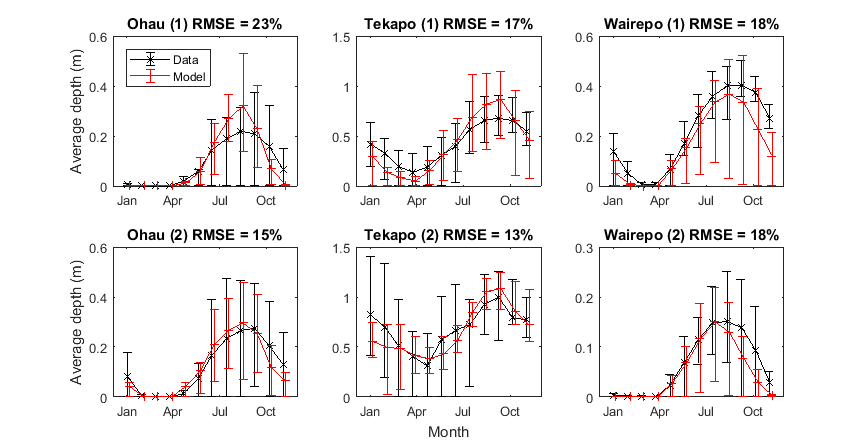 Ohau (1) RMSE = 23%
Tekapo (1) RMSE = 17%
Wairepo (1) RMSE = 18%
Average depth (m)
0.6
0.4
0.2
0
Data
Model
Jan Apr Jul Oct
1.5
1
0.5
0
Jan Apr Jul Oct
0.6
0.4
0.2
0
Jan Apr Jul Oct
Ohau (2) RMSE = 15%
Tekapo (2) RMSE = 13%
Wairepo (2) RMSE = 18%
Average depth (m)
0.6
0.4
0.2
0
Jan Apr Jul Oct
1.5
1
0.5
0
Jan Apr Jul Oct
0.3
0.2
0.1
0
Jan Apr Jul Oct
Month